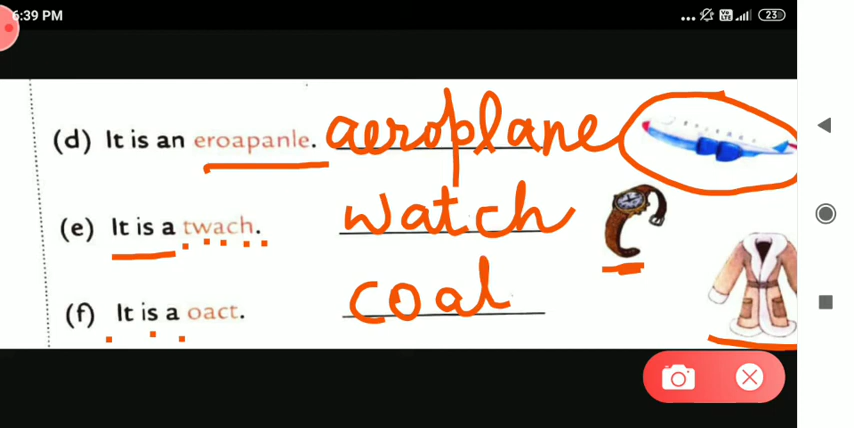 6:39 PM
23
(d) It is an eroapanle. aeroplane
(e) It is a twach. watch
(f) It is a oact. coal